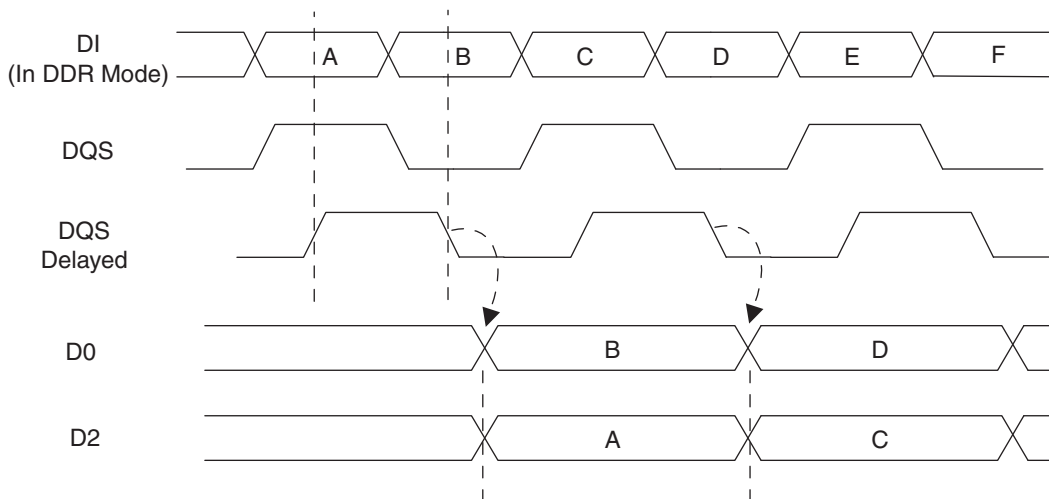 DI
(In DDR Mode)
A B C D E F
DQS
DQS
Delayed
D0
B D
D2
A C